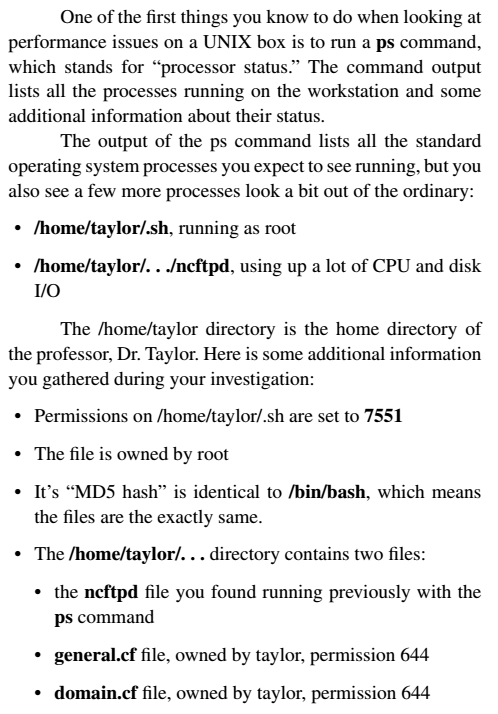 One of the first things you know to do when looking at
performance issues on a UNIX box is to run a ps command,
which stands for “processor status.” The command output
lists all the processes running on the workstation and some
additional information about their status.
The output of the ps command lists all the standard
operating system processes you expect to see running, but you
also see a few more processes look a bit out of the ordinary:
• /home/taylor/.sh, running as root
• /home/taylor/. . ./ncftpd, using up a lot of CPU and disk
I/O
The /home/taylor directory is the home directory of
the professor, Dr. Taylor. Here is some additional information
you gathered during your investigation:
• Permissions on /home/taylor/.sh are set to 7551
• The file is owned by root
• It’s “MD5 hash” is identical to /bin/bash, which means
the files are the exactly same.
• The /home/taylor/. . . directory contains two files:
• the ncftpd file you found running previously with the
ps command
• general.cf file, owned by taylor, permission 644
• domain.cf file, owned by taylor, permission 644